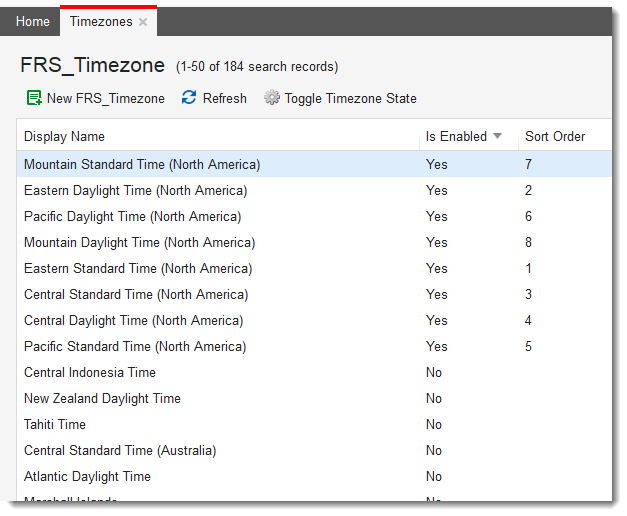 Home Timezones
FRS_Timezone (1-50 of 184 search records)
New FRS_Timezone Refresh Toggle Timezone State
Display Name Is Enabled Sort Order
Mountain Standard Time (North America) Yes 7
Eastern Daylight Time (North America) Yes 2
Pacific Daylight Time (North America) Yes 6
Mountain Daylight Time (North America) Yes 8
Eastern Standard Time (North America) Yes 1
Central Standard Time (North America) Yes 3
Central Daylight Time (North America) Yes 4
Pacific Standard Time (North America) Yes 5
Central Indonesia Time No
New Zealand Daylight Time No
Tahiti Time No
Central Standard Time (Australia) No
Atlantic Daylight Time No
Marshall Islands No